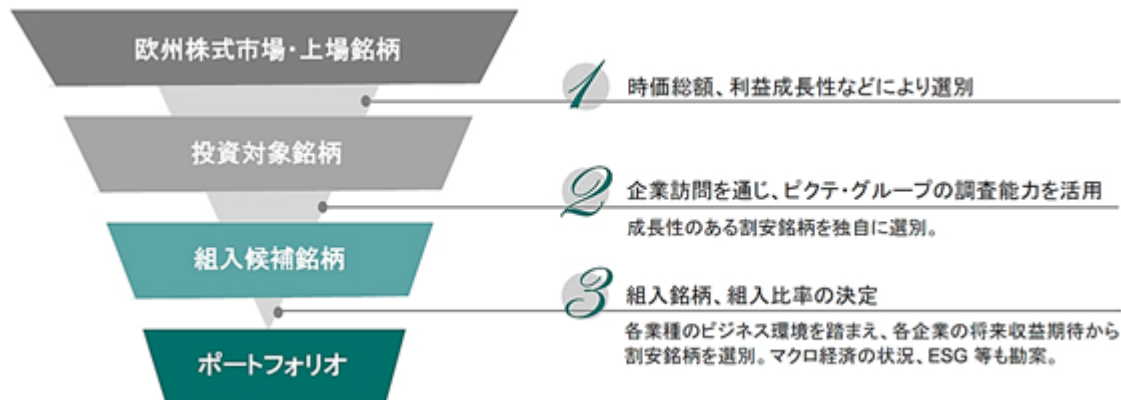 欧州株式市場・上場銘柄
1 時価総額、利益成長性などにより選別
投資対象銘柄
2 企業訪問を通じ、ピクテ・グループの調査能力を活用
成長性のある割安銘柄を独自に選別。
組入候補銘柄
3 組入銘柄、組入比率の決定
各業種のビジネス環境を踏まえ、各企業の将来収益期待から
割安銘柄を選別。マクロ経済の状況、ESG 等も勘案。
ポートフォリオ